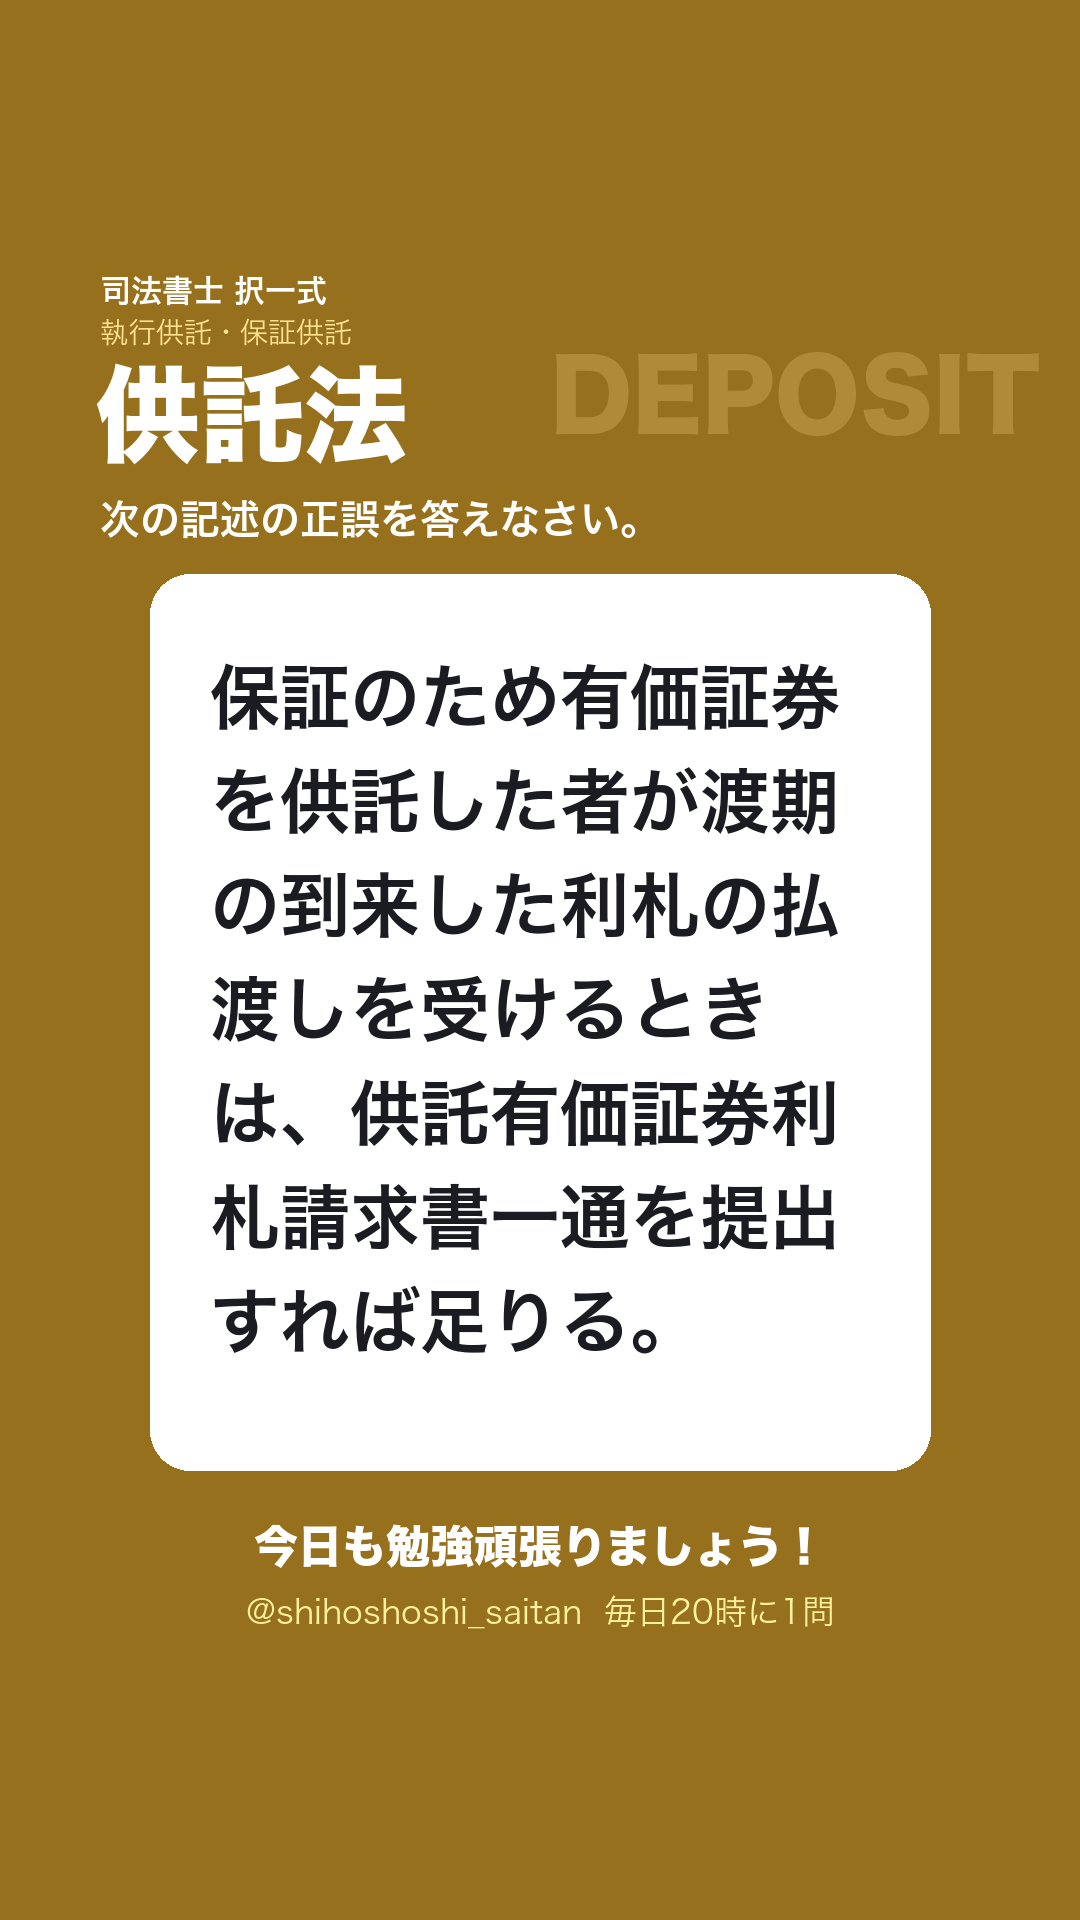 司法書士 択一式
執行供託・保証供託
供託法
DEPOSIT
次の記述の正誤を答えなさい。
保証のため有価証券
を供託した者が渡期
の到来した利札の払
渡しを受けるとき
は、供託有価証券利
札請求書一通を提出
すれば足りる。
今日も勉強頑張りましょう！
@shihoshoshi_saitan 毎日20時に1問